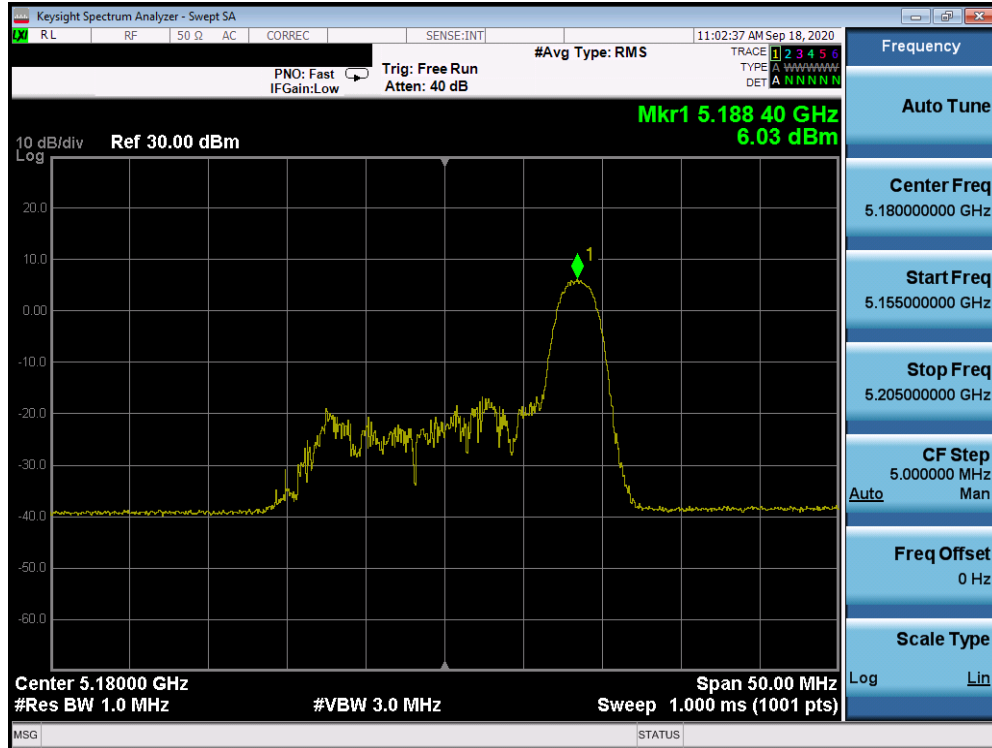 Keysight Spectrum Analyzer - Swept SA
LXI RL RF 50 Ω AC CORREC SENSE:INT 11:02:37 AM Sep 18, 2020
#Avg Type: RMS
TRACE 1 2 3 4 5 6
TYPE A WWWWW
DET A N N N N N
PNO: Fast
IFGain:Low
Trig: Free Run
Atten: 40 dB
Mkr1 5.188 40 GHz
6.03 dBm
10 dB/div Ref 30.00 dBm
Log
20.0
10.0
0.00
-10.0
-20.0
-30.0
-40.0
-50.0
-60.0
1
Center 5.18000 GHz Span 50.00 MHz
#Res BW 1.0 MHz #VBW 3.0 MHz Sweep 1.000 ms (1001 pts)
MSG STATUS
Frequency
Auto Tune
Center Freq
5.180000000 GHz
Start Freq
5.155000000 GHz
Stop Freq
5.205000000 GHz
CF Step
5.000000 MHz
Auto Man
Freq Offset
0 Hz
Scale Type
Log Lin